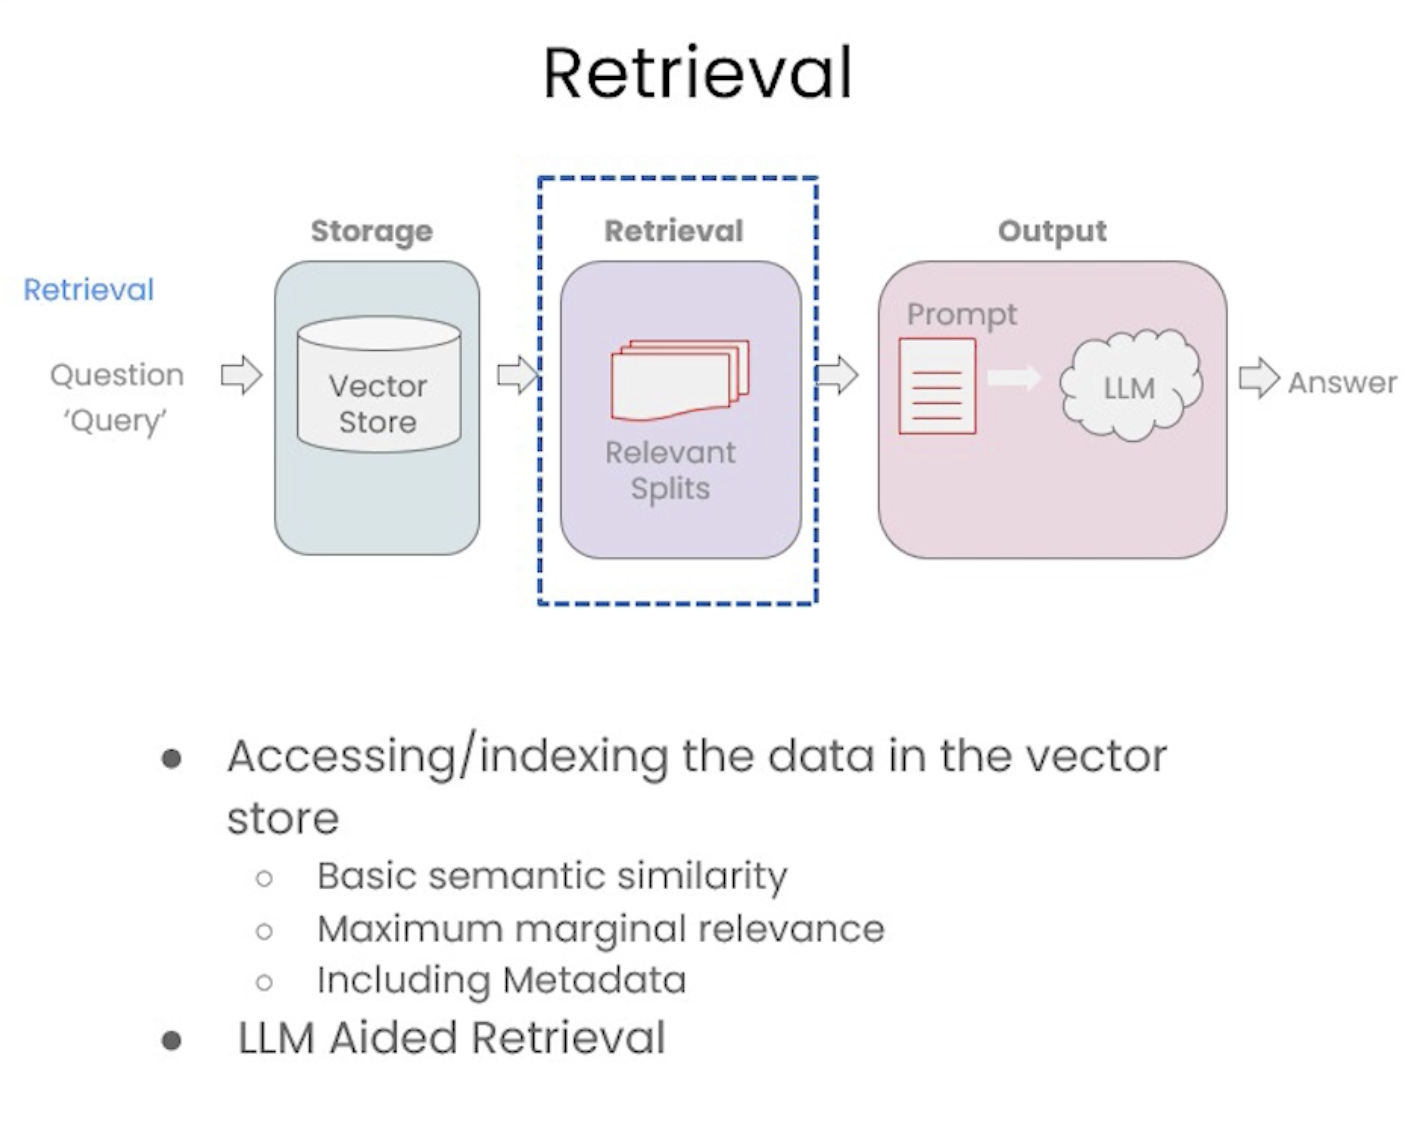 Retrieval
Storage
Retrieval
Output
Retrieval
Question
'Query'
Vector
Store
Relevant
Splits
Prompt
LLM
Answer
● Accessing/indexing the data in the vector
store
○ Basic semantic similarity
○ Maximum marginal relevance
○ Including Metadata
● LLM Aided Retrieval